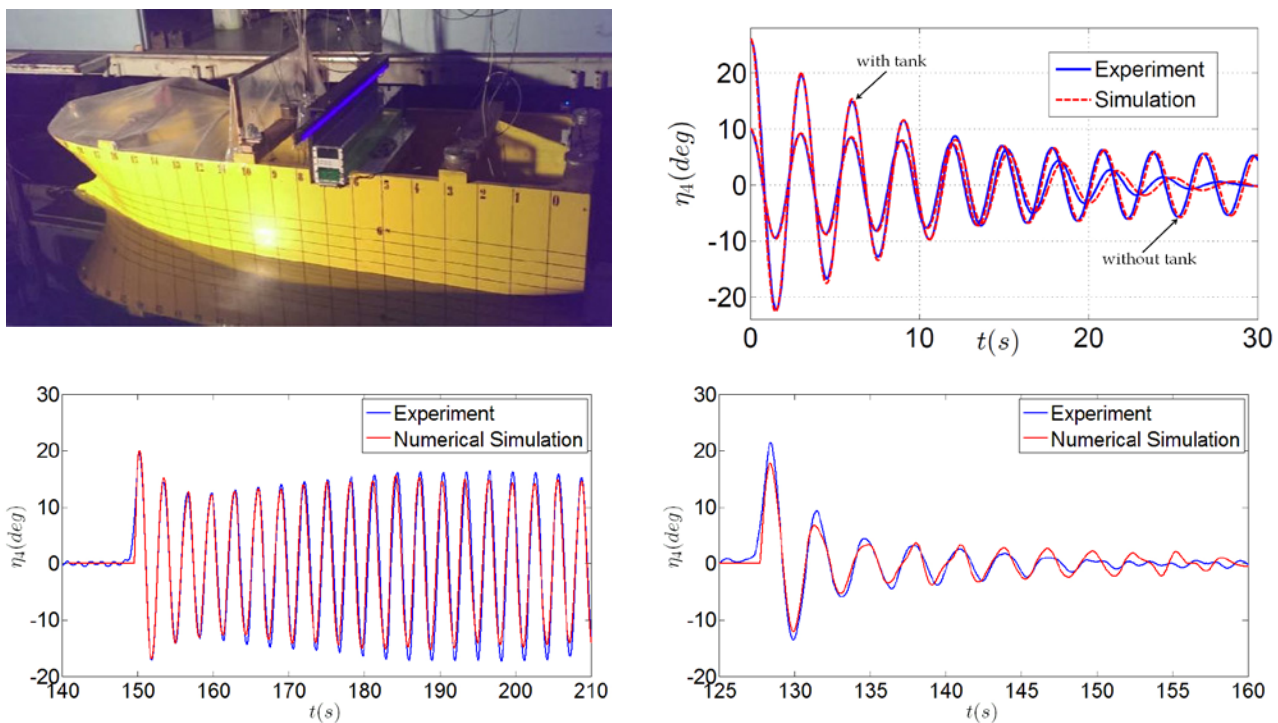 20
10
0
-10
-20
η₄(deg)
with tank
Experiment
Simulation
without tank
0
10
20
30
t(s)
30
20
10
0
-10
-20
η₄(deg)
Experiment
Numerical Simulation
140
150
160
170
180
190
200
210
t(s)
30
20
10
0
-10
-20
η₄(deg)
Experiment
Numerical Simulation
125
130
135
140
145
150
155
160
t(s)